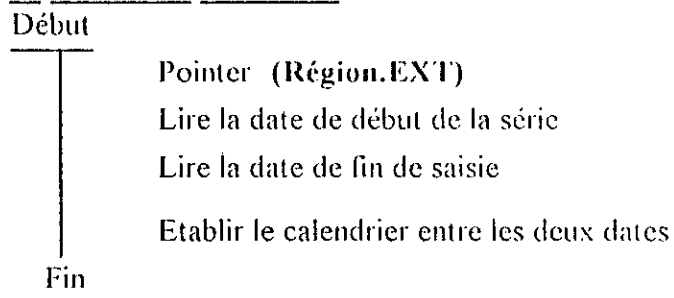 Début
Pointer (Région.EXT)
Lire la date de début de la série
Lire la date de fin de saisie
Etablir le calendrier entre les deux dates
Fin